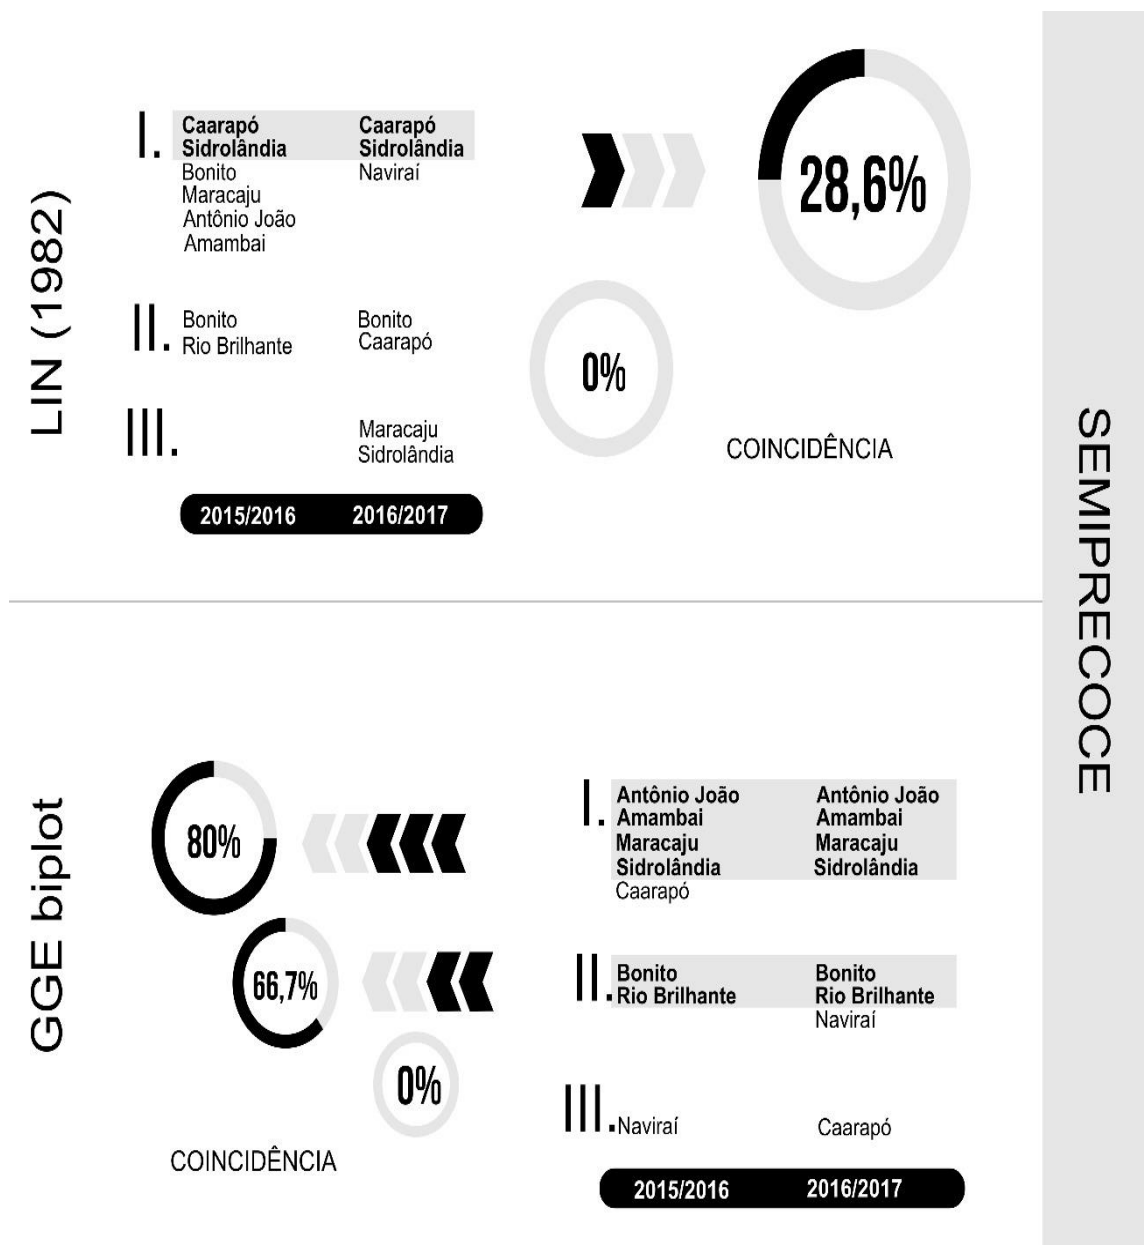 LIN (1982)
I.
Caarapó
Sidrolândia
Bonito
Maracaju
Antônio João
Amambai
Caarapó
Sidrolândia
Naviraí
28,6%
II.
Bonito
Rio Brilhante
Bonito
Caarapó
0%
III.
Maracaju
Sidrolândia
COINCIDÊNCIA
2015/2016 2016/2017
SEMIPRECOCE
GGE biplot
80%
66,7%
0%
COINCIDÊNCIA
I.
Antônio João
Amambai
Maracaju
Sidrolândia
Caarapó
Antônio João
Amambai
Maracaju
Sidrolândia
II.
Bonito
Rio Brilhante
Bonito
Rio Brilhante
Naviraí
III.
Naviraí
Caarapó
2015/2016 2016/2017